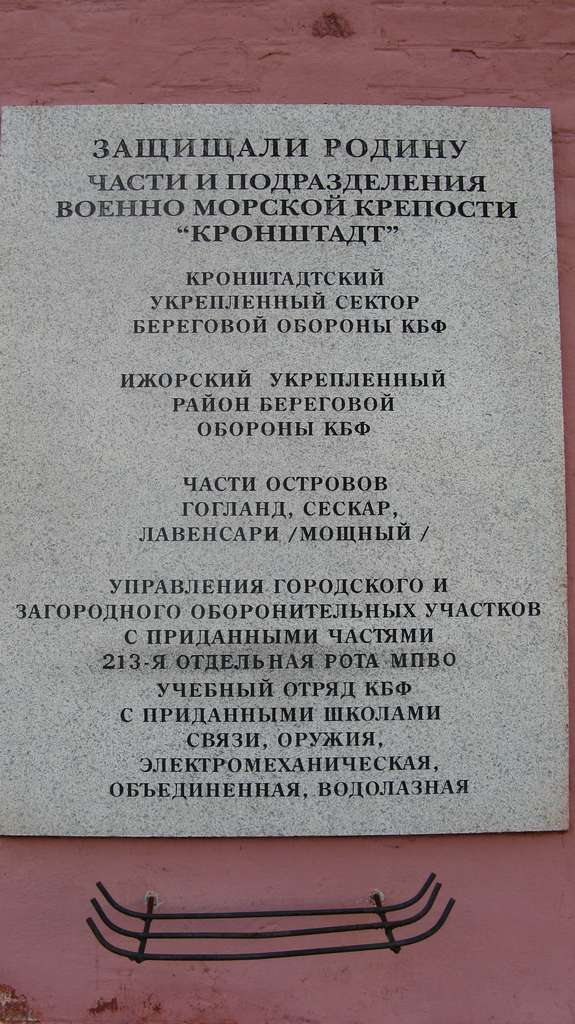 ЗАЩИЩАЛИ РОДИНУ
ЧАСТИ И ПОДРАЗДЕЛЕНИЯ
ВОЕННО МОРСКОЙ КРЕПОСТИ
“КРОНШТАДТ”
КРОНШТАДТСКИЙ
УКРЕПЛЕННЫЙ СЕКТОР
БЕРЕГОВОЙ ОБОРОНЫ КБФ
ИЖОРСКИЙ УКРЕПЛЕННЫЙ
РАЙОН БЕРЕГОВОЙ
ОБОРОНЫ КБФ
ЧАСТИ ОСТРОВОВ
ГОГЛАНД, СЕСКАР,
ЛАВЕНСАРИ /МОЩНЫЙ /
УПРАВЛЕНИЯ ГОРОДСКОГО И
ЗАГОРОДНОГО ОБОРОНИТЕЛЬНЫХ УЧАСТКОВ
С ПРИДАННЫМИ ЧАСТЯМИ
213-Я ОТДЕЛЬНАЯ РОТА МПВО
УЧЕБНЫЙ ОТРЯД КБФ
С ПРИДАННЫМИ ШКОЛАМИ
СВЯЗИ, ОРУЖИЯ,
ЭЛЕКТРОМЕХАНИЧЕСКАЯ,
ОБЪЕДИНЕННАЯ, ВОДОЛАЗНАЯ